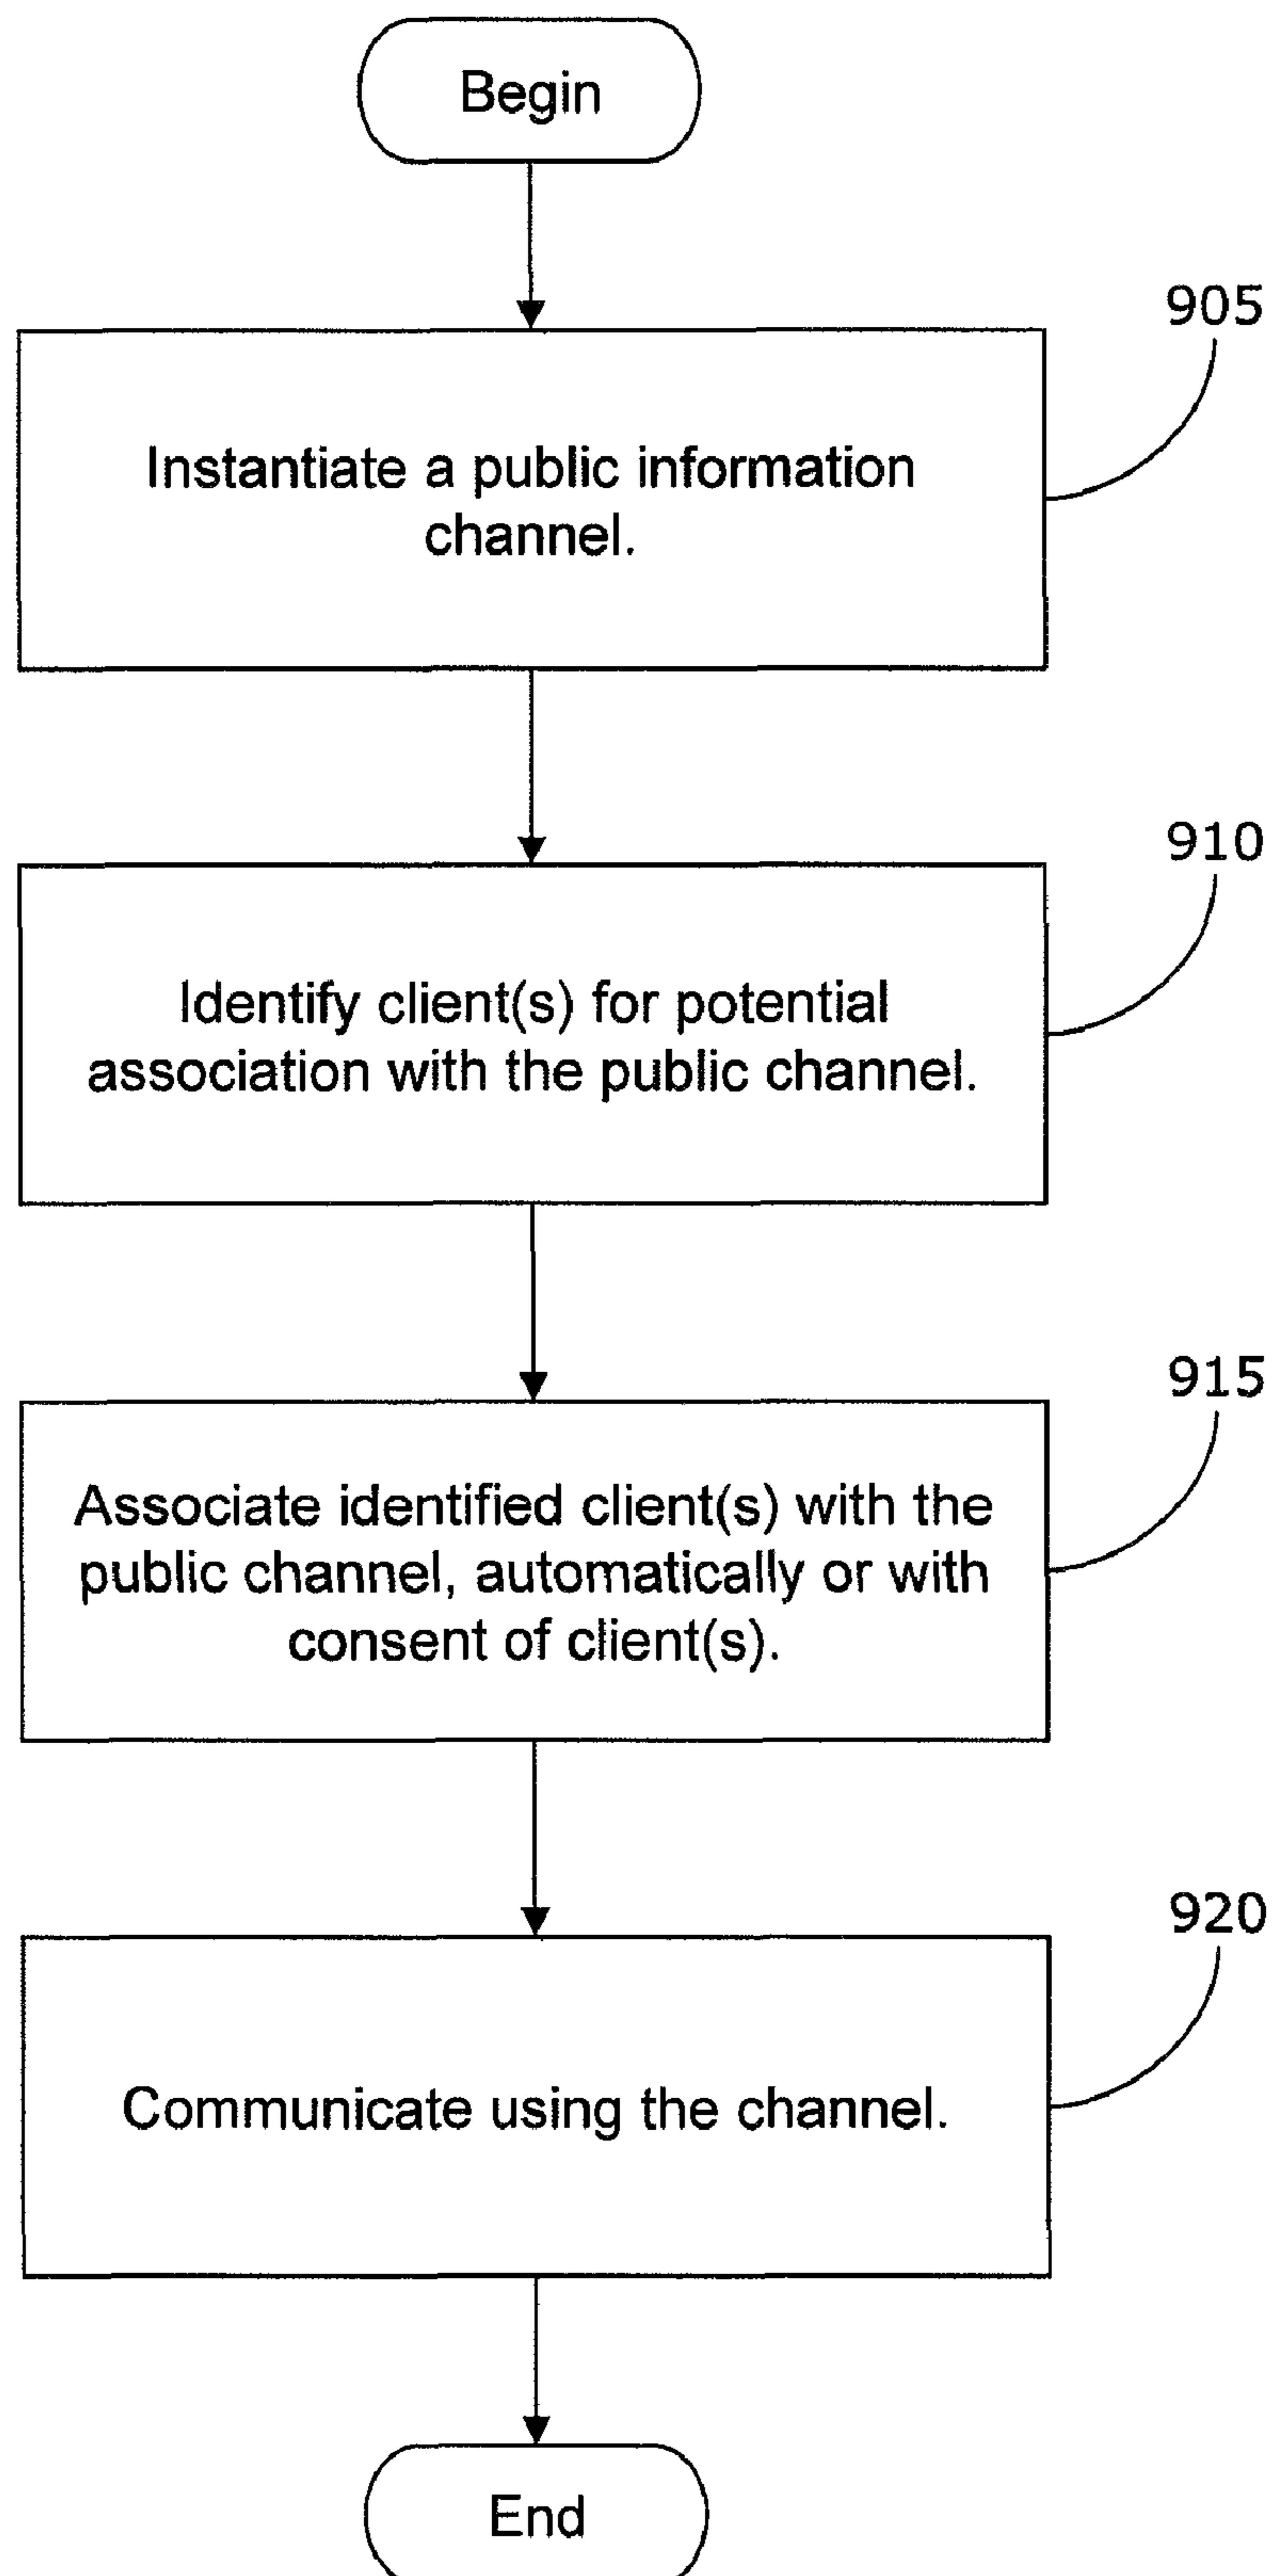 Begin
905
Instantiate a public information
channel.
910
Identify client(s) for potential
association with the public channel.
915
Associate identified client(s) with the
public channel, automatically or with
consent of client(s).
920
Communicate using the channel.
End